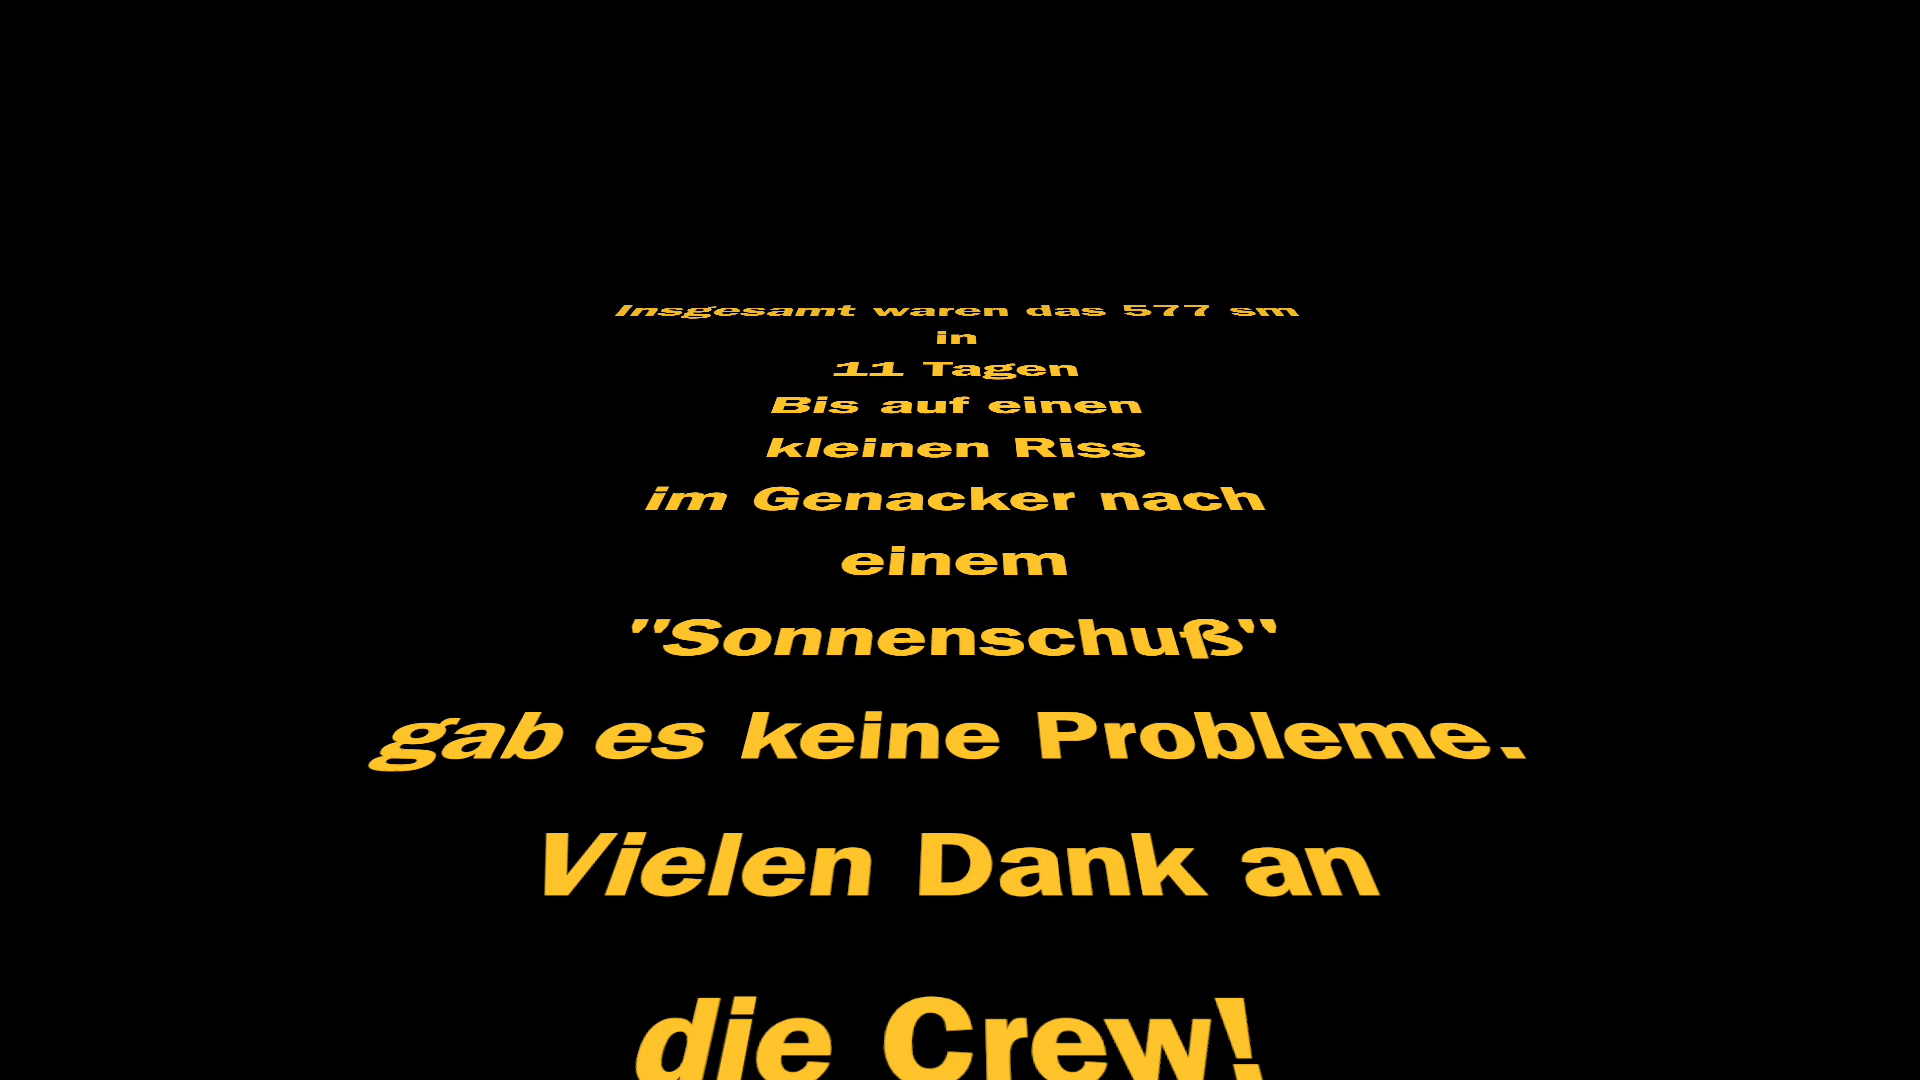 Insgesamt waren das 577 sm
in
11 Tagen
Bis auf einen
kleinen Riss
im Genacker nach
einem
"Sonnenschuß"
gab es keine Probleme.
Vielen Dank an
die Crew!